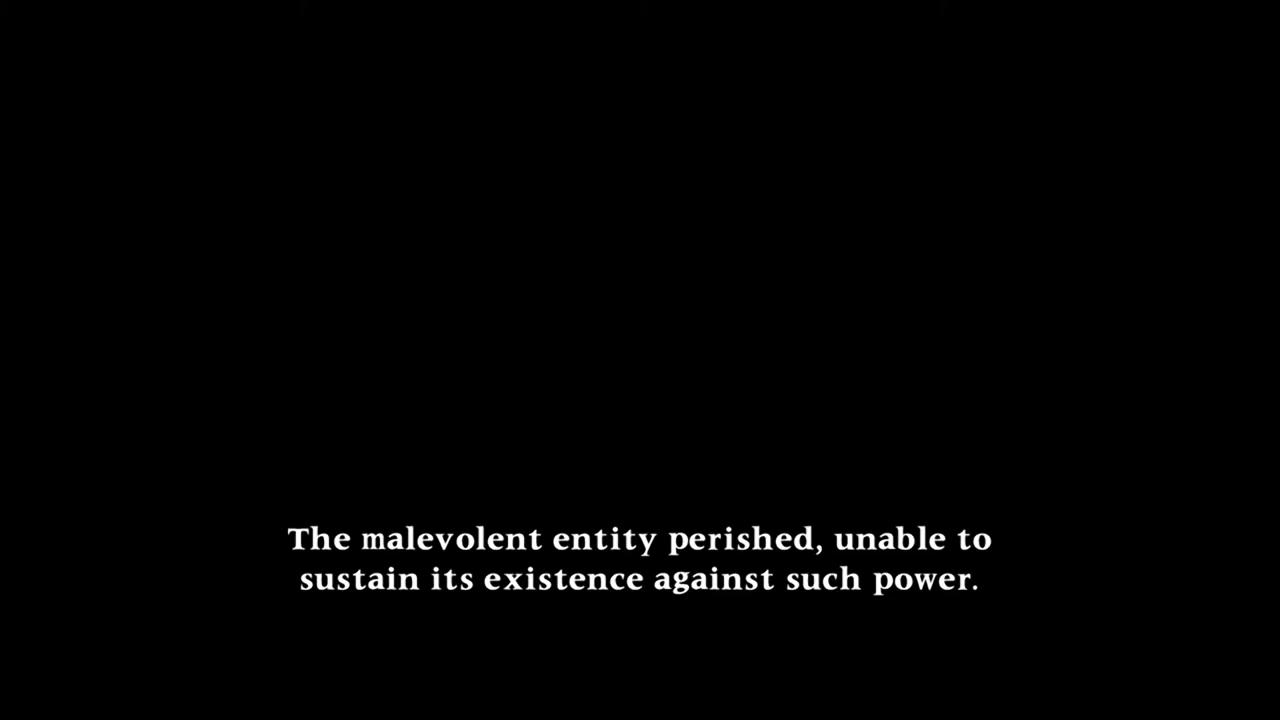 The malevolent entity perished, unable to
sustain its existence against such power.